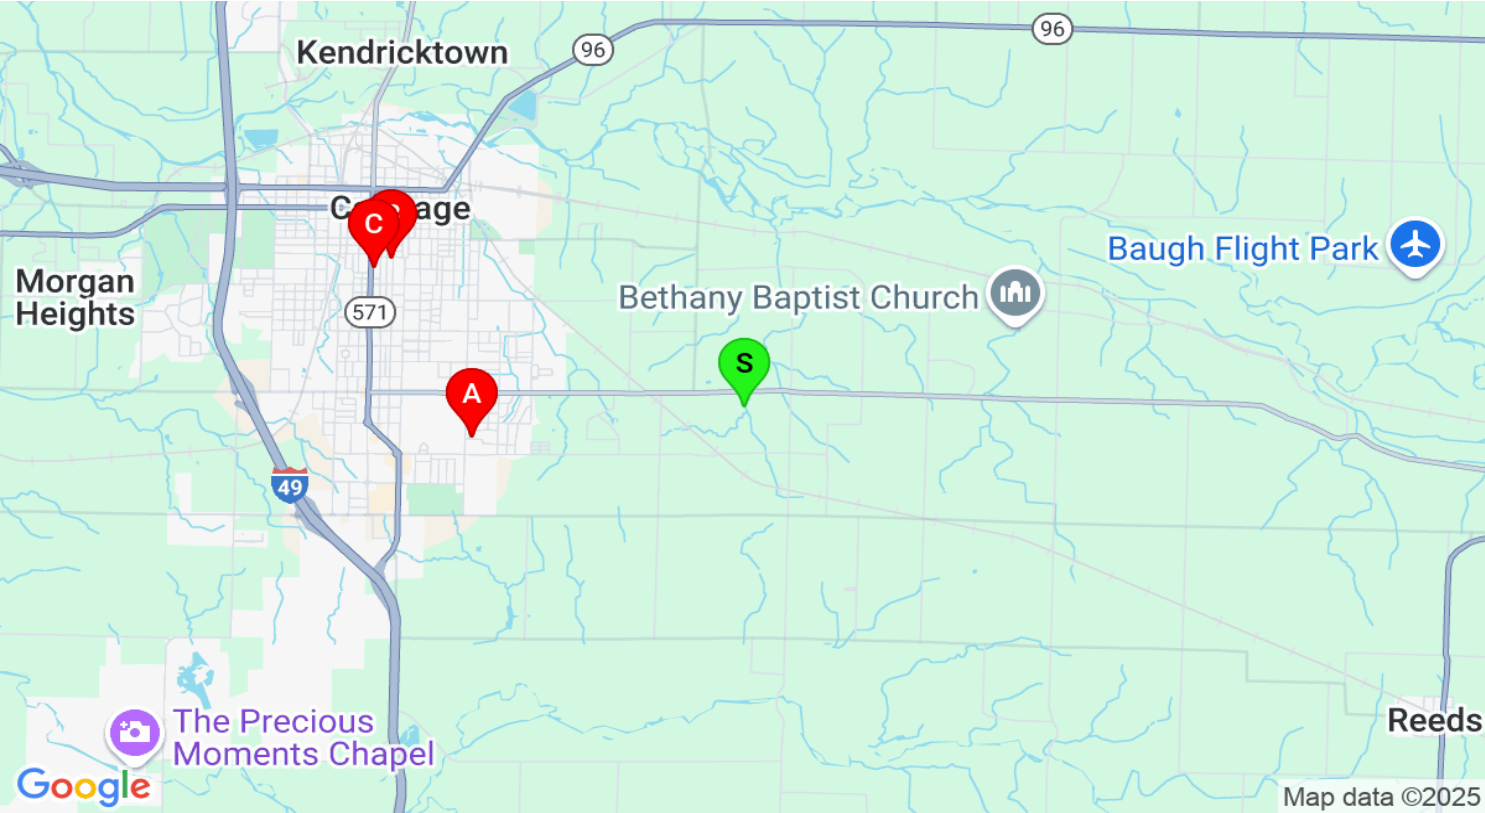 Kendricktown
96
96
C
age
C
Baugh Flight Park
Morgan
Heights
Bethany Baptist Church
571
S
A
49
The Precious
Moments Chapel
Reeds
Google
Map data ©2025